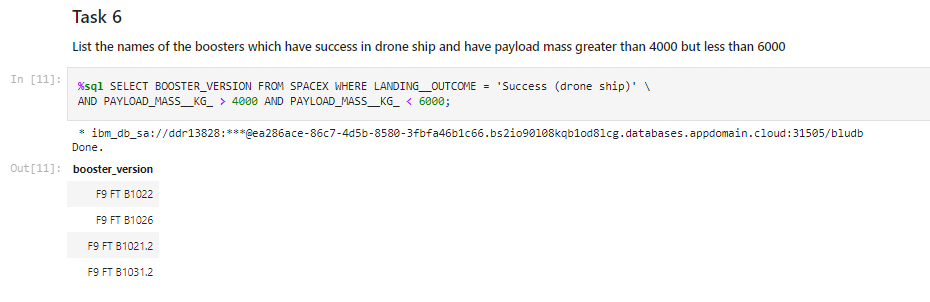 Task 6
List the names of the boosters which have success in drone ship and have payload mass greater than 4000 but less than 6000
In [11]: %sql SELECT BOOSTER_VERSION FROM SPACEX WHERE LANDING__OUTCOME = 'Success (drone ship)' \
AND PAYLOAD_MASS__KG_ > 4000 AND PAYLOAD_MASS__KG_ < 6000;
* ibm_db_sa://ddr13828:***@ea286ace-86c7-4d5b-8580-3fbfa46b1c66.bs2io90l08kqb1od8lcg.databases.appdomain.cloud:31505/bludb
Done.
Out[11]: booster_version
F9 FT B1022
F9 FT B1026
F9 FT B1021.2
F9 FT B1031.2